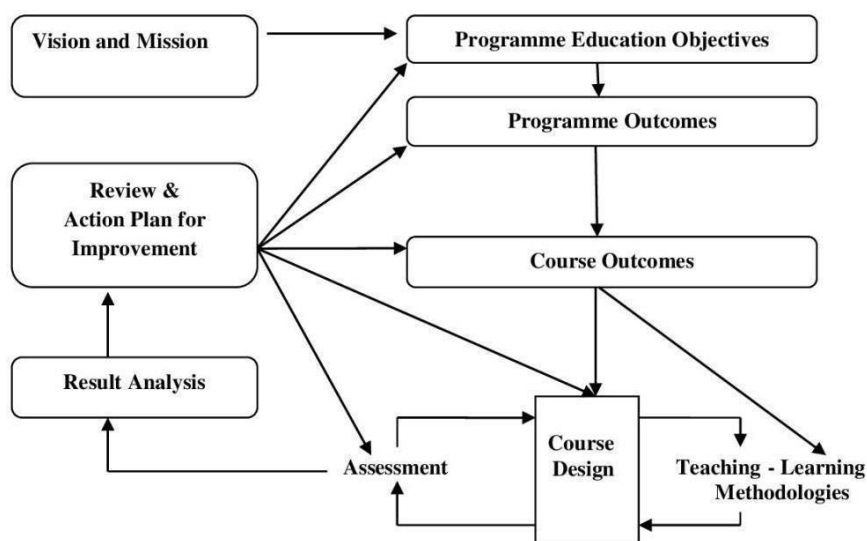 Vision and Mission
Programme Education Objectives
Programme Outcomes
Review &
Action Plan for
Improvement
Course Outcomes
Result Analysis
Assessment
Course
Design
Teaching - Learning
Methodologies